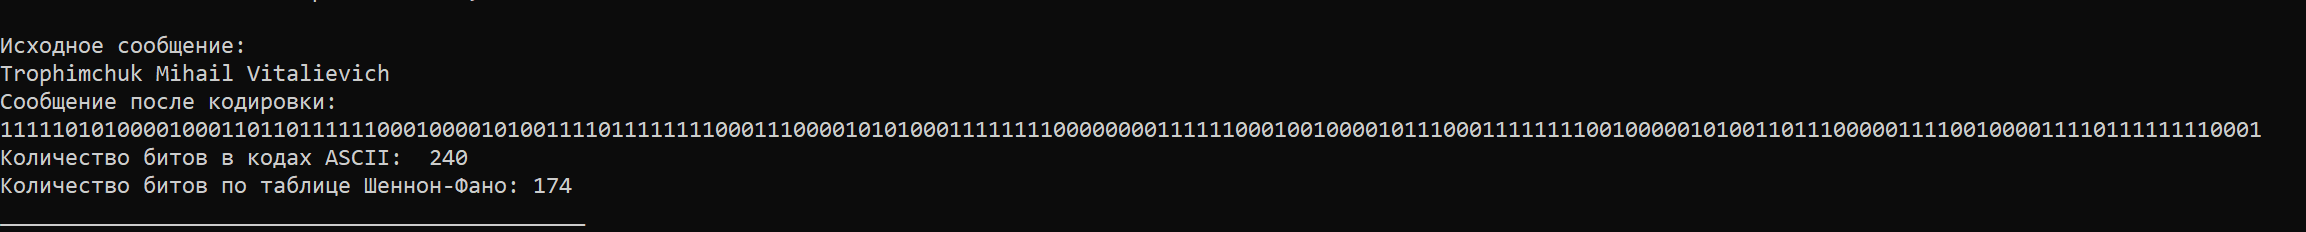 Исходное сообщение:
Trophimchuk Mihail Vitalievich
Сообщение после кодировки:
111110101000010001101101111110001000010100111101111111100011100001010100011111111000000011111100010010000101110001111111100100000101001101110000011110010000111101111111110001
Количество битов в кодах ASCII:  240
Количество битов по таблице Шеннон-Фано: 174